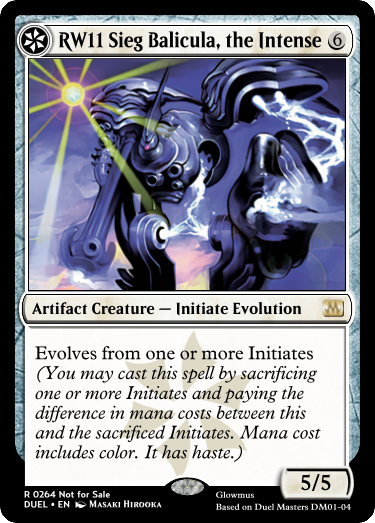 RW11 Sieg Balicula, the Intense 6
Artifact Creature — Initiate Evolution
Evolves from one or more Initiates
(You may cast this spell by sacrificing
one or more Initiates and paying the
difference in mana costs between this
and the sacrificed Initiates. Mana cost
includes color. It has haste.)
5/5
R 0264 Not for Sale
DUEL • EN Masaki Hirooka
Glowmus
Based on Duel Masters DM01-04